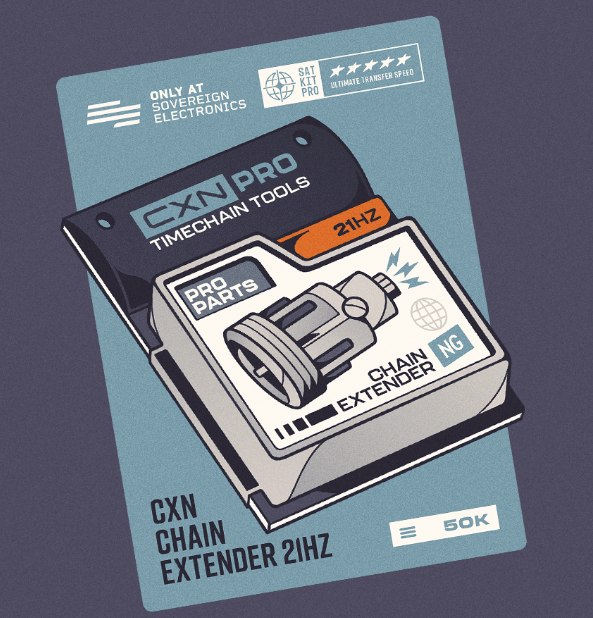 ONLY AT
SOVEREIGN
ELECTRONICS
SAT
KIT
PRO
ULTIMATE TRANSFER SPEED
CXN PRO
TIMECHAIN TOOLS
21HZ
PRO
PARTS
CHAIN
EXTENDER
NG
CXN
CHAIN
EXTENDER 21HZ
50K